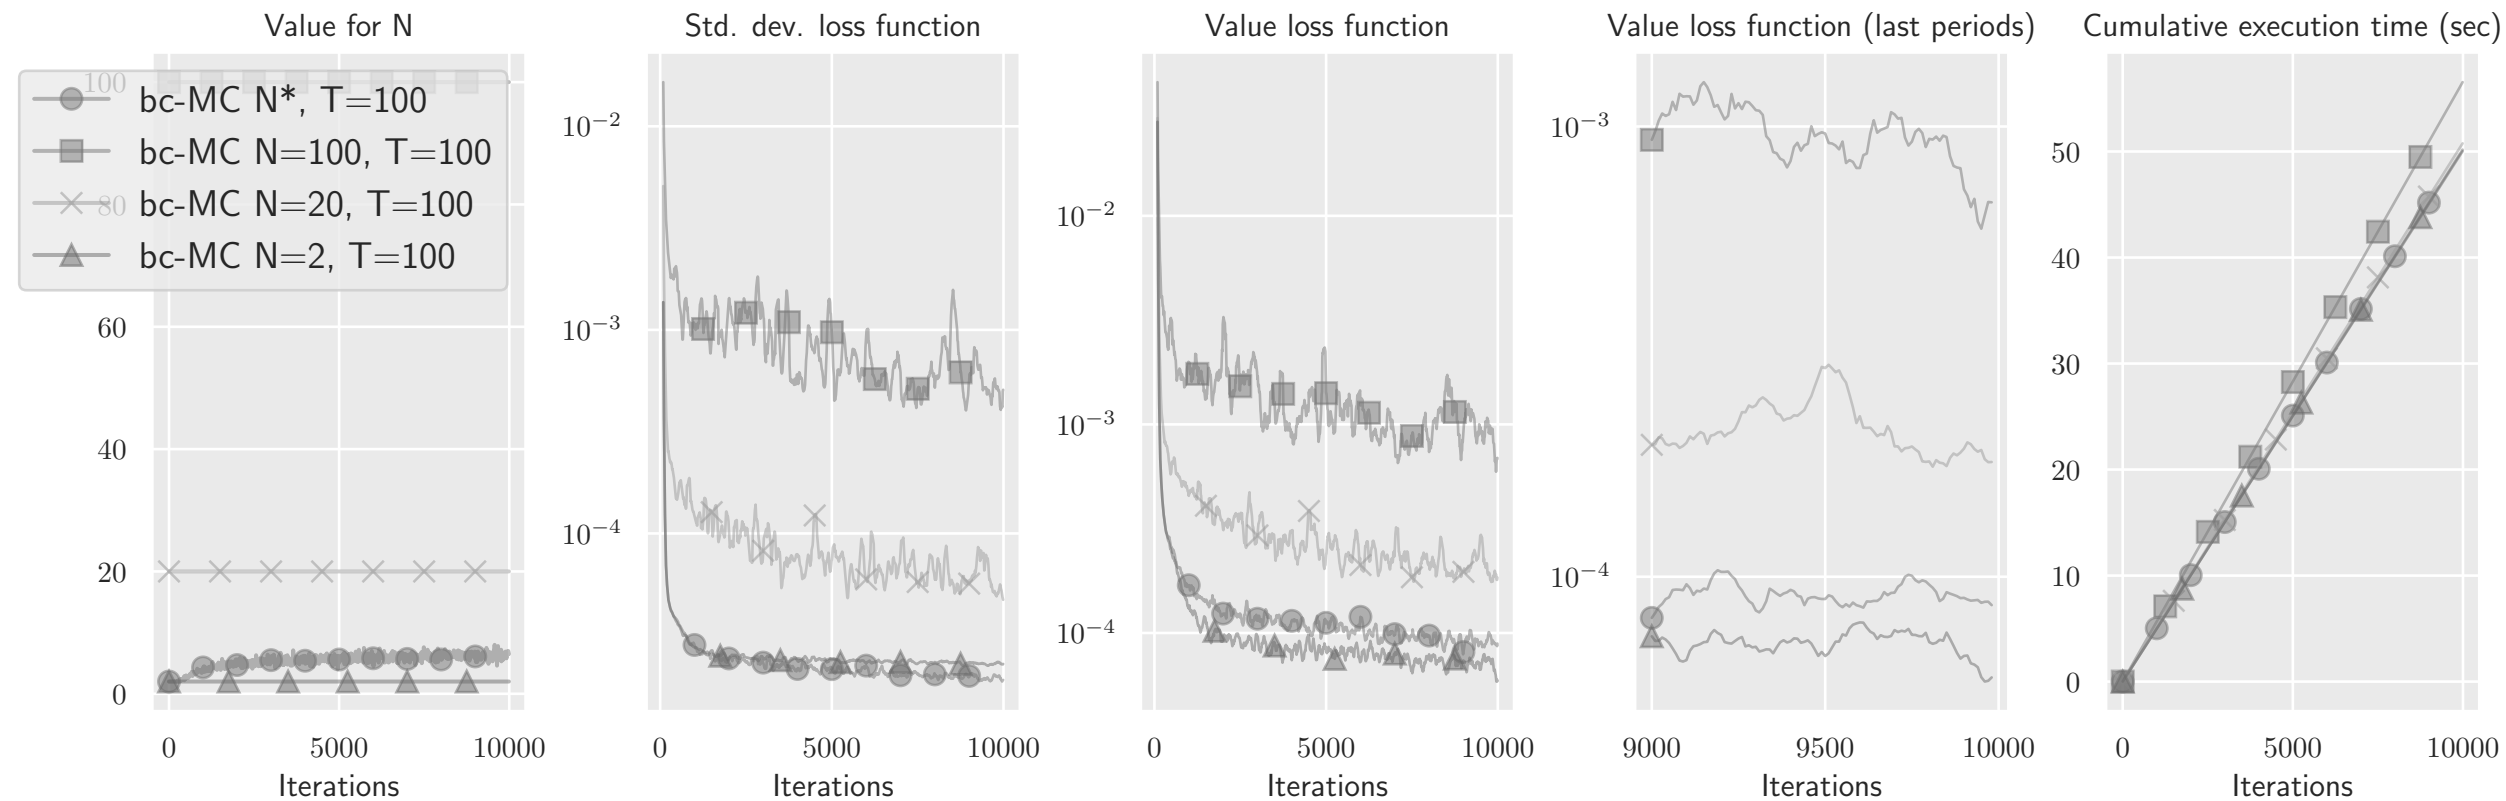 Value for N
100
80
60
40
20
0
0 5000 10000
Iterations
bc-MC N*, T=100
bc-MC N=100, T=100
bc-MC N=20, T=100
bc-MC N=2, T=100
Std. dev. loss function
10⁻²
10⁻³
10⁻⁴
0 5000 10000
Iterations
Value loss function
10⁻²
10⁻³
10⁻⁴
0 5000 10000
Iterations
Value loss function (last periods)
10⁻³
10⁻⁴
9000 9500 10000
Iterations
Cumulative execution time (sec)
50
40
30
20
10
0
0 5000 10000
Iterations